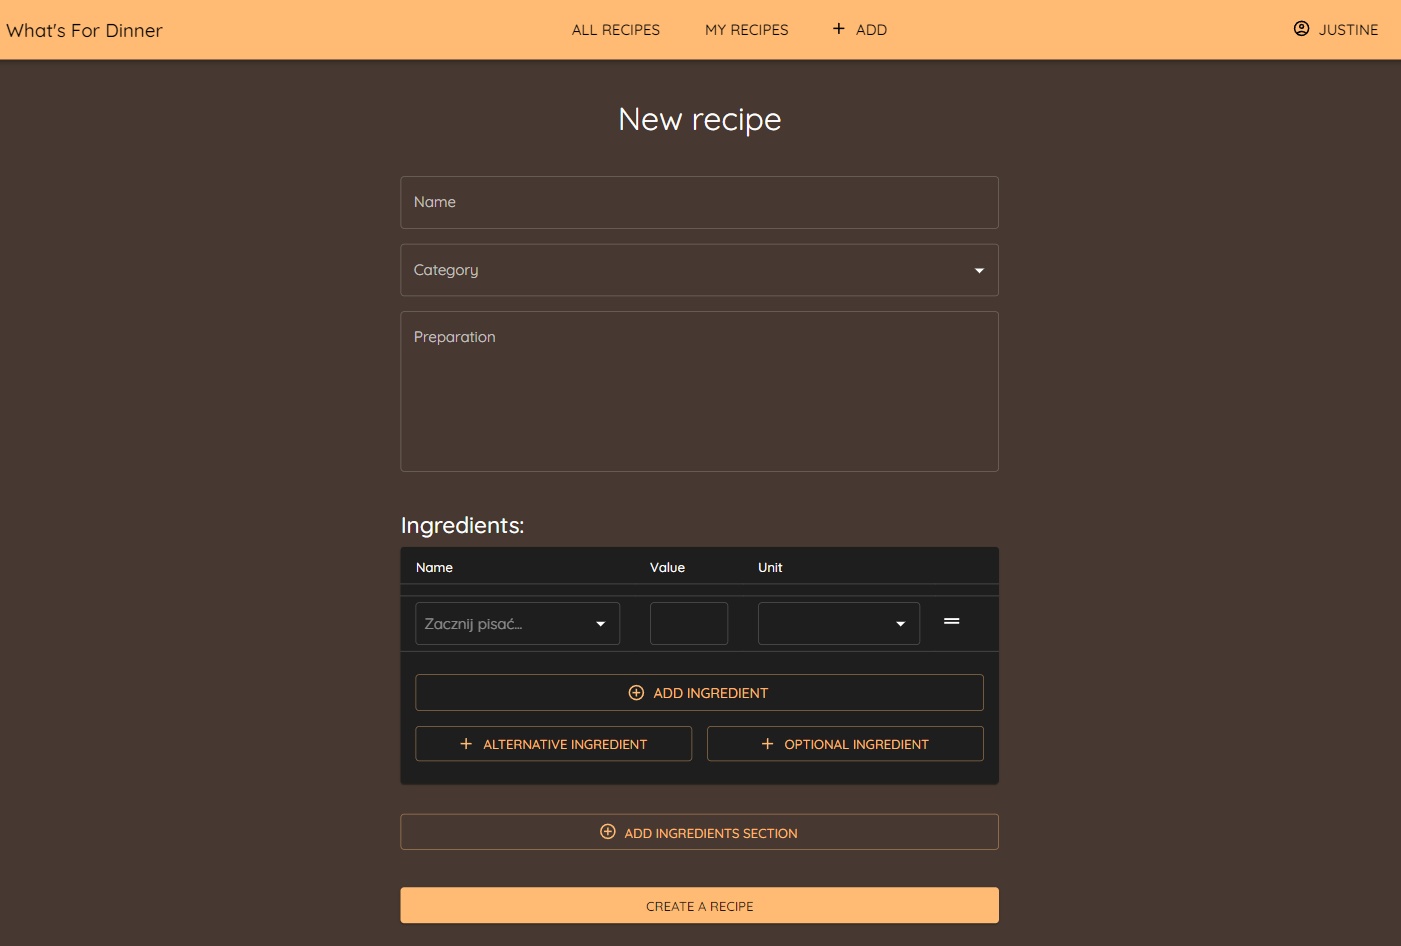 What's For Dinner
ALL RECIPES
MY RECIPES
ADD
JUSTINE
New recipe
Name
Category
Preparation
Ingredients:
Name Value Unit
Zacznij pisać...
ADD INGREDIENT
ALTERNATIVE INGREDIENT
OPTIONAL INGREDIENT
ADD INGREDIENTS SECTION
CREATE A RECIPE